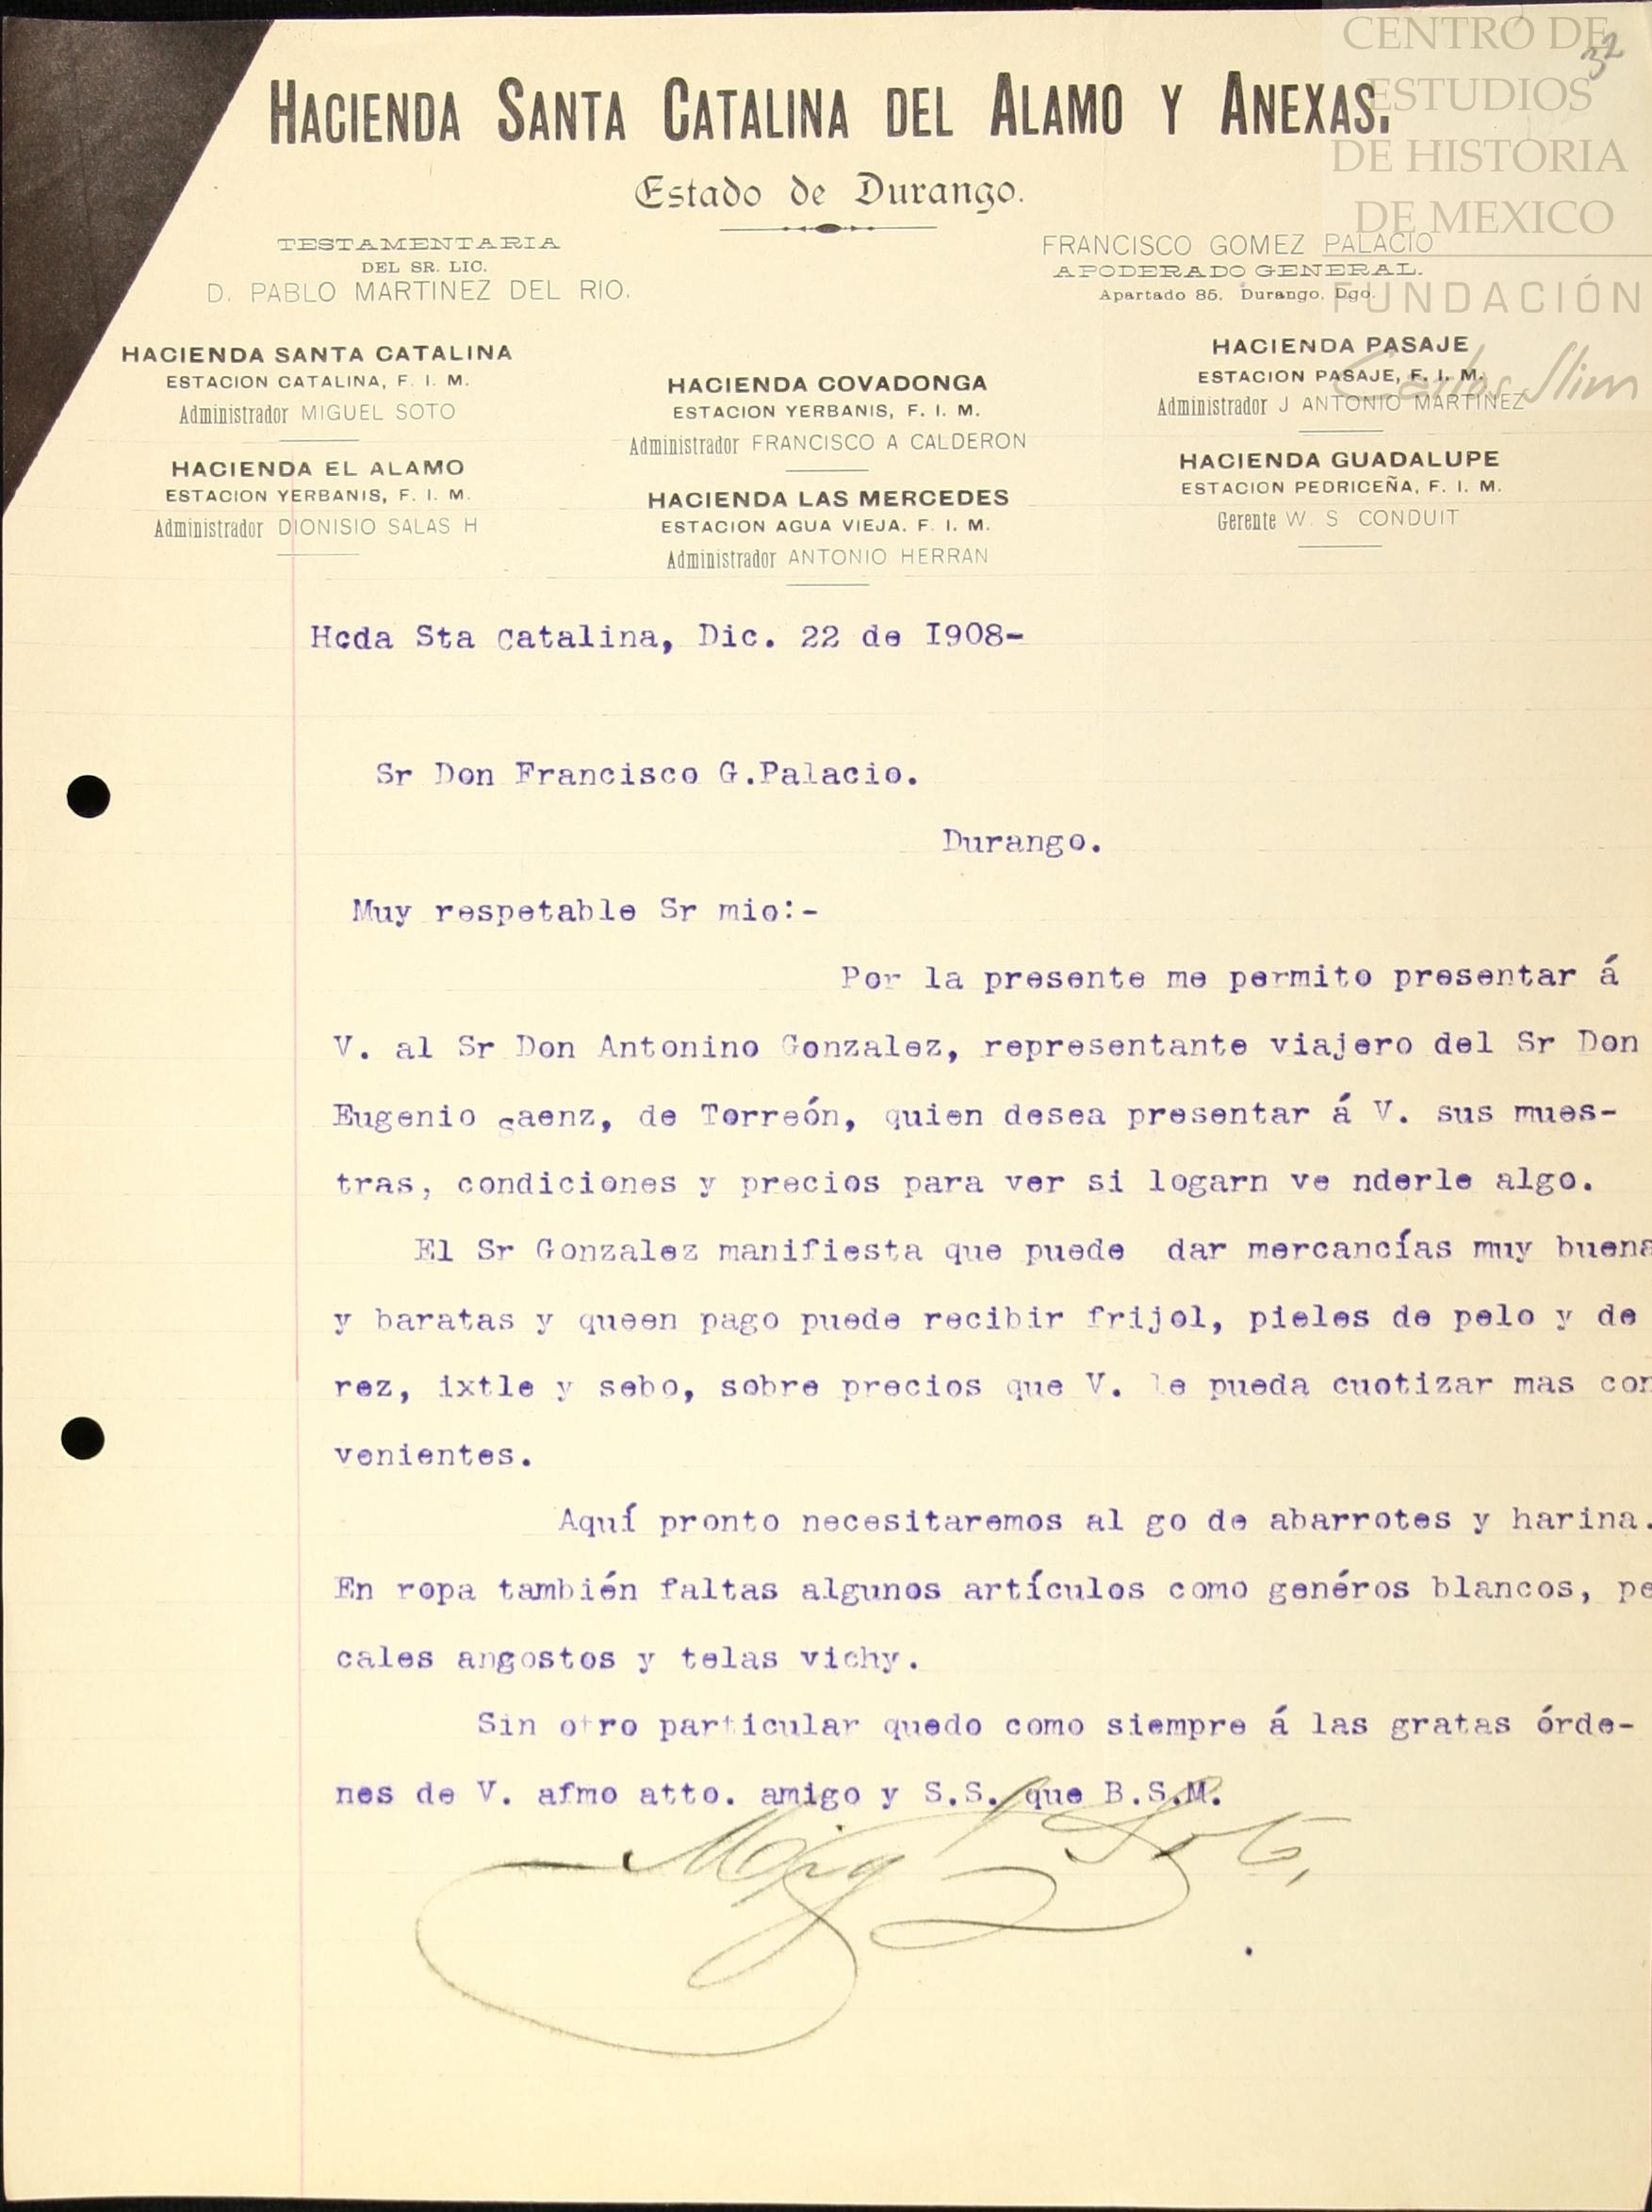 CENTRO DE
ESTUDIOS
DE HISTORIA
DE MEXICO
FUNDACIÓN
Carlos Slim
32
HACIENDA SANTA CATALINA DEL ALAMO Y ANEXAS.
Estado de Durango.
TESTAMENTARIA
DEL SR. LIC.
D. PABLO MARTINEZ DEL RIO.
FRANCISCO GOMEZ PALACIO
APODERADO GENERAL.
Apartado 85. Durango, Dgo.
HACIENDA SANTA CATALINA
ESTACION CATALINA, F. I. M.
Administrador MIGUEL SOTO
HACIENDA EL ALAMO
ESTACION YERBANIS, F. I. M.
Administrador DIONISIO SALAS H
HACIENDA COVADONGA
ESTACION YERBANIS, F. I. M.
Administrador FRANCISCO A CALDERON
HACIENDA LAS MERCEDES
ESTACION AGUA VIEJA. F. I. M.
Administrador ANTONIO HERRAN
HACIENDA PASAJE
ESTACION PASAJE, F. I. M.
Administrador J ANTONIO MARTINEZ
HACIENDA GUADALUPE
ESTACION PEDRICEÑA, F. I. M.
Gerente W. S CONDUIT
Hcda Sta Catalina, Dic. 22 de I908-
Sr Don Francisco G.Palacio.
Durango.
Muy respetable Sr mio:-
Por la presente me permito presentar á
V. al Sr Don Antonino Gonzalez, representante viajero del Sr Don
Eugenio Saenz, de Torreón, quien desea presentar á V. sus mues-
tras, condiciones y precios para ver si logarn ve nderle algo.
El Sr Gonzalez manifiesta que puede dar mercancías muy buena
y baratas y queen pago puede recibir frijol, pieles de pelo y de
rez, ixtle y sebo, sobre precios que V. le pueda cuotizar mas con
venientes.
Aquí pronto necesitaremos al go de abarrotes y harina.
En ropa también faltas algunos artículos como genéros blancos, pe
cales angostos y telas vichy.
Sin otro particular quedo como siempre á las gratas órde-
nes de V. afmo atto. amigo y S.S. que B.S.M.
Migl Soto,